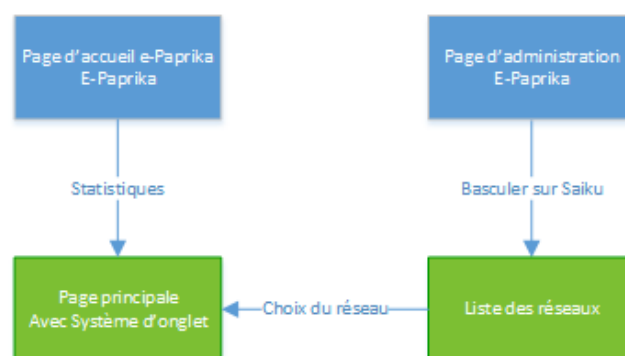 Page d'accueil e-Paprika
E-Paprika
Page d'administration
E-Paprika
Statistiques
Basculer sur Saiku
Page principale
Avec Système d'onglet
Choix du réseau
Liste des réseaux